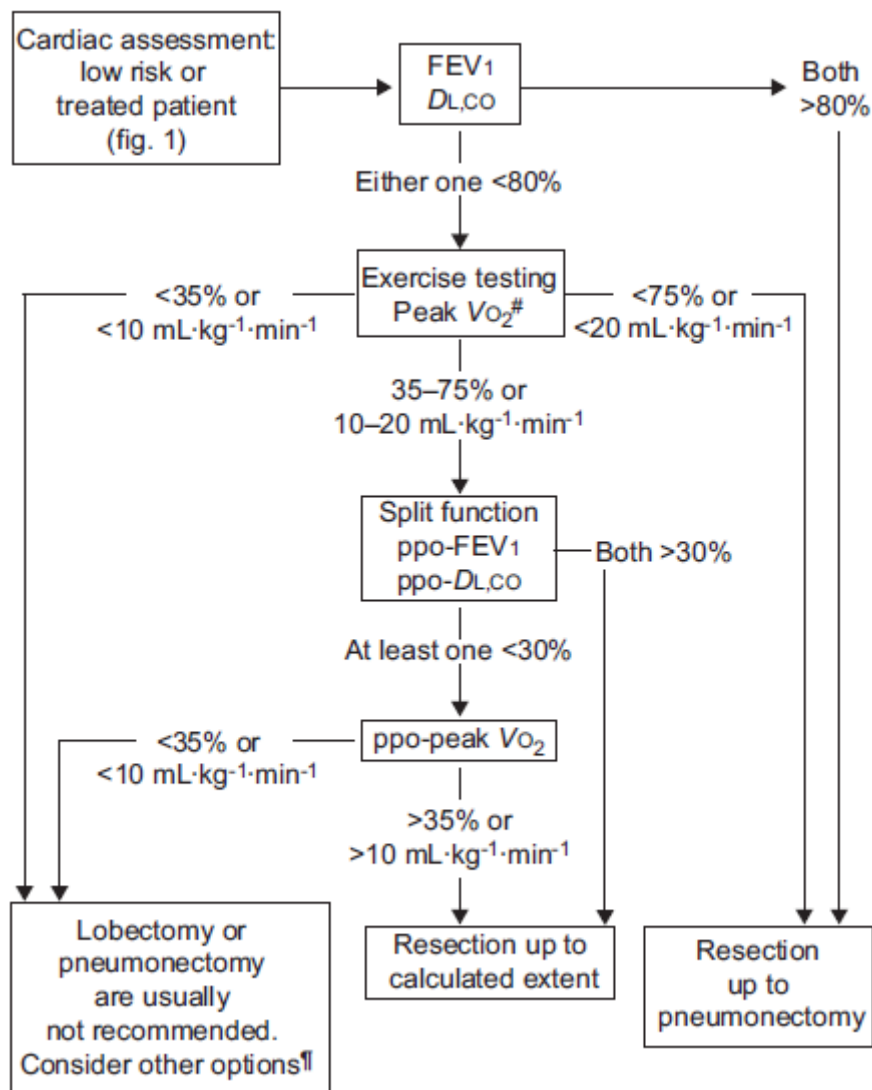 Cardiac assessment:
low risk or
treated patient
(fig. 1)
FEV1
DL,CO
Both
>80%
Either one <80%
Exercise testing
Peak VO2#
<35% or
<10 mL·kg-1·min-1
<75% or
<20 mL·kg-1·min-1
35–75% or
10–20 mL·kg-1·min-1
Split function
ppo-FEV1
ppo-DL,CO
Both >30%
At least one <30%
ppo-peak VO2
<35% or
<10 mL·kg-1·min-1
>35% or
>10 mL·kg-1·min-1
Lobectomy or
pneumonectomy
are usually
not recommended.
Consider other options¶
Resection up to
calculated extent
Resection
up to
pneumonectomy